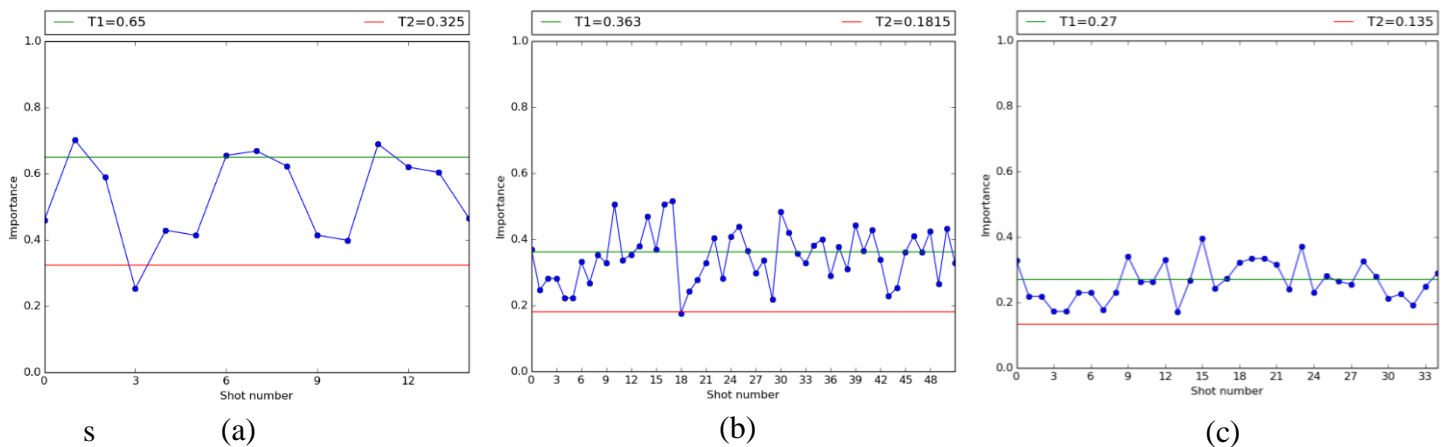 T1=0.65 T2=0.325
1.0
0.8
0.6
0.4
0.2
0.0
Importance
0 3 6 9 12
Shot number
s (a)
T1=0.363 T2=0.1815
1.0
0.8
0.6
0.4
0.2
0.0
Importance
0 3 6 9 12 15 18 21 24 27 30 33 36 39 42 45 48
Shot number
(b)
T1=0.27 T2=0.135
1.0
0.8
0.6
0.4
0.2
0.0
Importance
0 3 6 9 12 15 18 21 24 27 30 33
Shot number
(c)